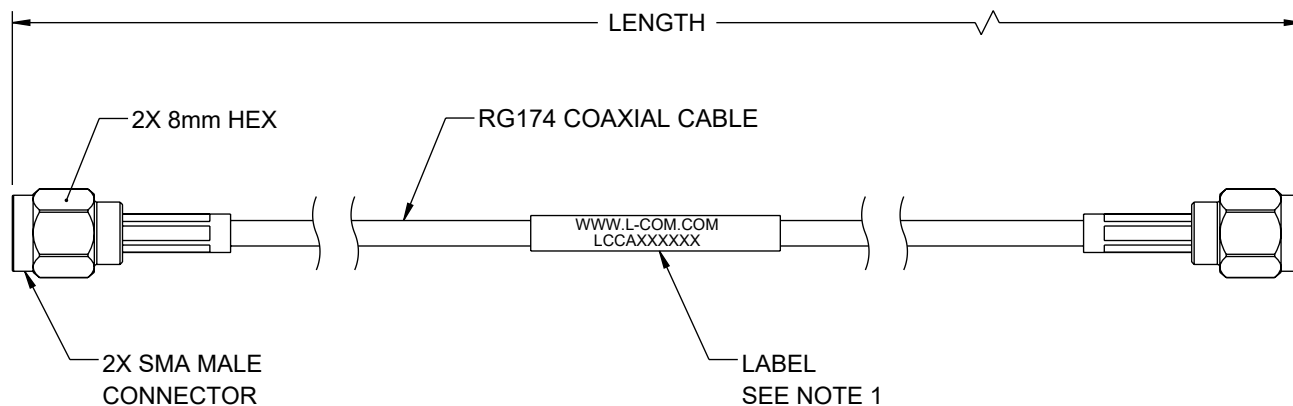 LENGTH
2X 8mm HEX
RG174 COAXIAL CABLE
WWW.L-COM.COM
LCCAXXXXXX
2X SMA MALE
CONNECTOR
LABEL
SEE NOTE 1